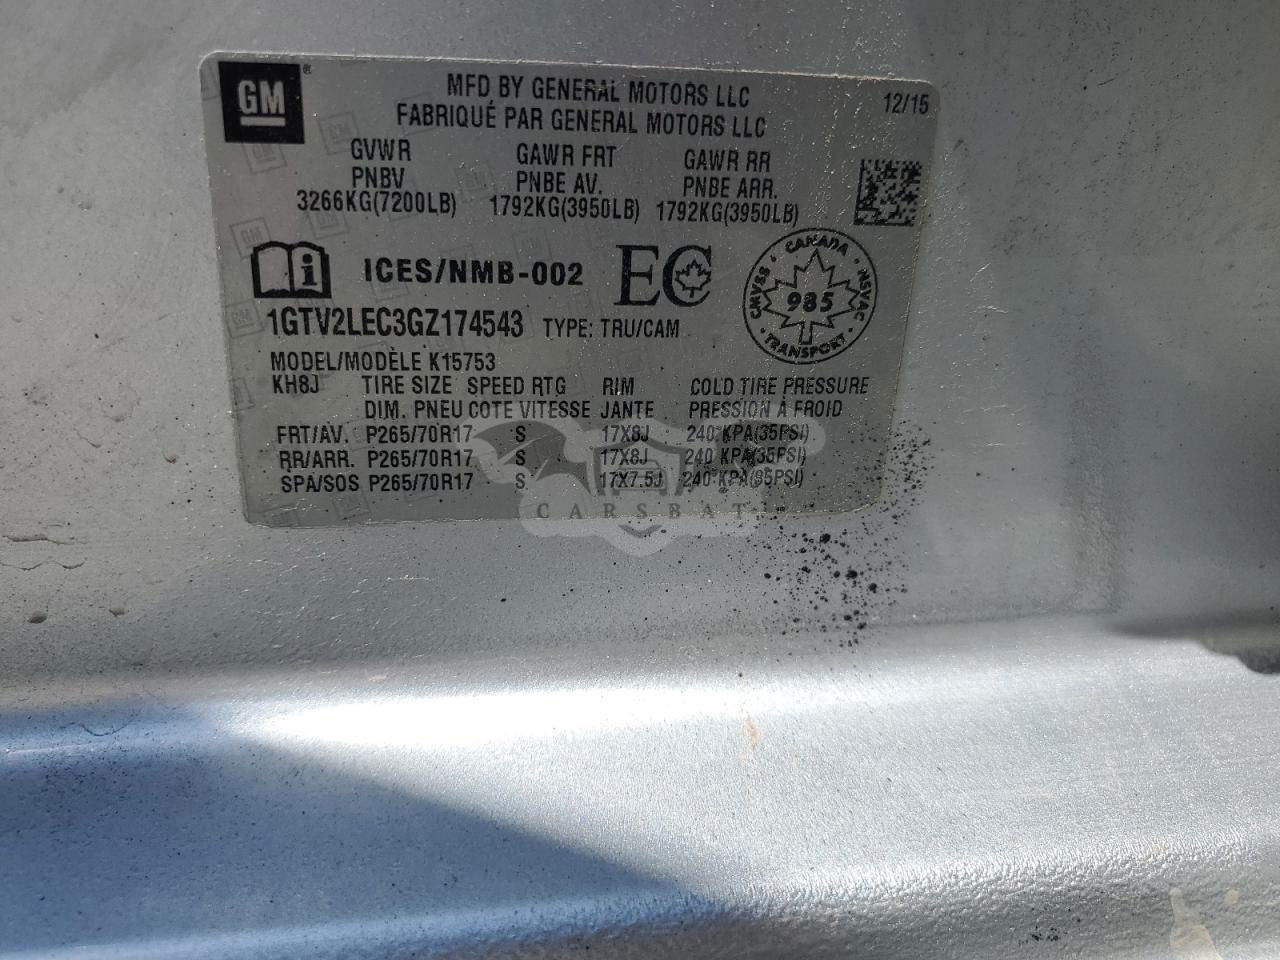 GM
MFD BY GENERAL MOTORS LLC
12/15
FABRIQUÉ PAR GENERAL MOTORS LLC
GVWR GAWR FRT GAWR RR
PNBV PNBE AV. PNBE ARR.
3266KG(7200LB) 1792KG(3950LB) 1792KG(3950LB)
ICES/NMB-002 EC
CANADA
CMVSS 985 NSVAC
TRANSPORT
1GTV2LEC3GZ174543 TYPE: TRU/CAM
MODEL/MODÈLE K15753
KH8J TIRE SIZE SPEED RTG RIM COLD TIRE PRESSURE
DIM. PNEU COTE VITESSE JANTE PRESSION À FROID
FRT/AV. P265/70R17 S 17X8J 240 KPA(35PSI)
RR/ARR. P265/70R17 S 17X8J 240 KPA(35PSI)
SPA/SOS P265/70R17 S 17X7.5J 240 KPA(35PSI)
CARSBAT